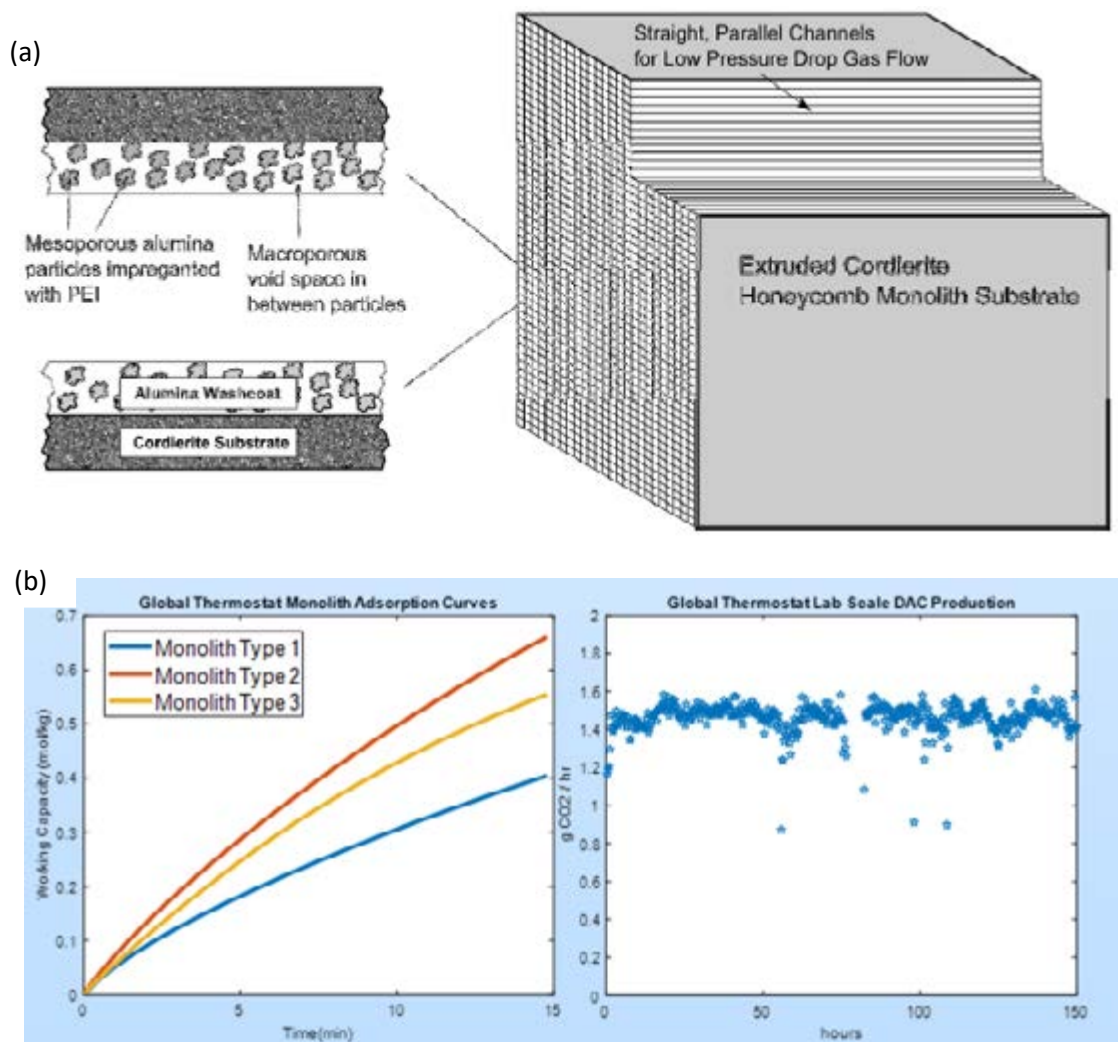 (a)
Straight, Parallel Channels
for Low Pressure Drop Gas Flow
Mesoporous alumina
particles impreganted
with PEI
Macroporous
void space in
between particles
Extruded Cordierite
Honeycomb Monolith Substrate
Alumina Washcoat
Cordierite Substrate
(b)
Global Thermostat Monolith Adsorption Curves
0.7
0.6
0.5
0.4
0.3
0.2
0.1
0
Working Capacity (mol/kg)
Monolith Type 1
Monolith Type 2
Monolith Type 3
0 5 10 15
Time(min)
Global Thermostat Lab Scale DAC Production
2
1.8
1.6
1.4
1.2
1
0.8
0.6
0.4
0.2
0
g CO2 / hr
0 50 100 150
hours